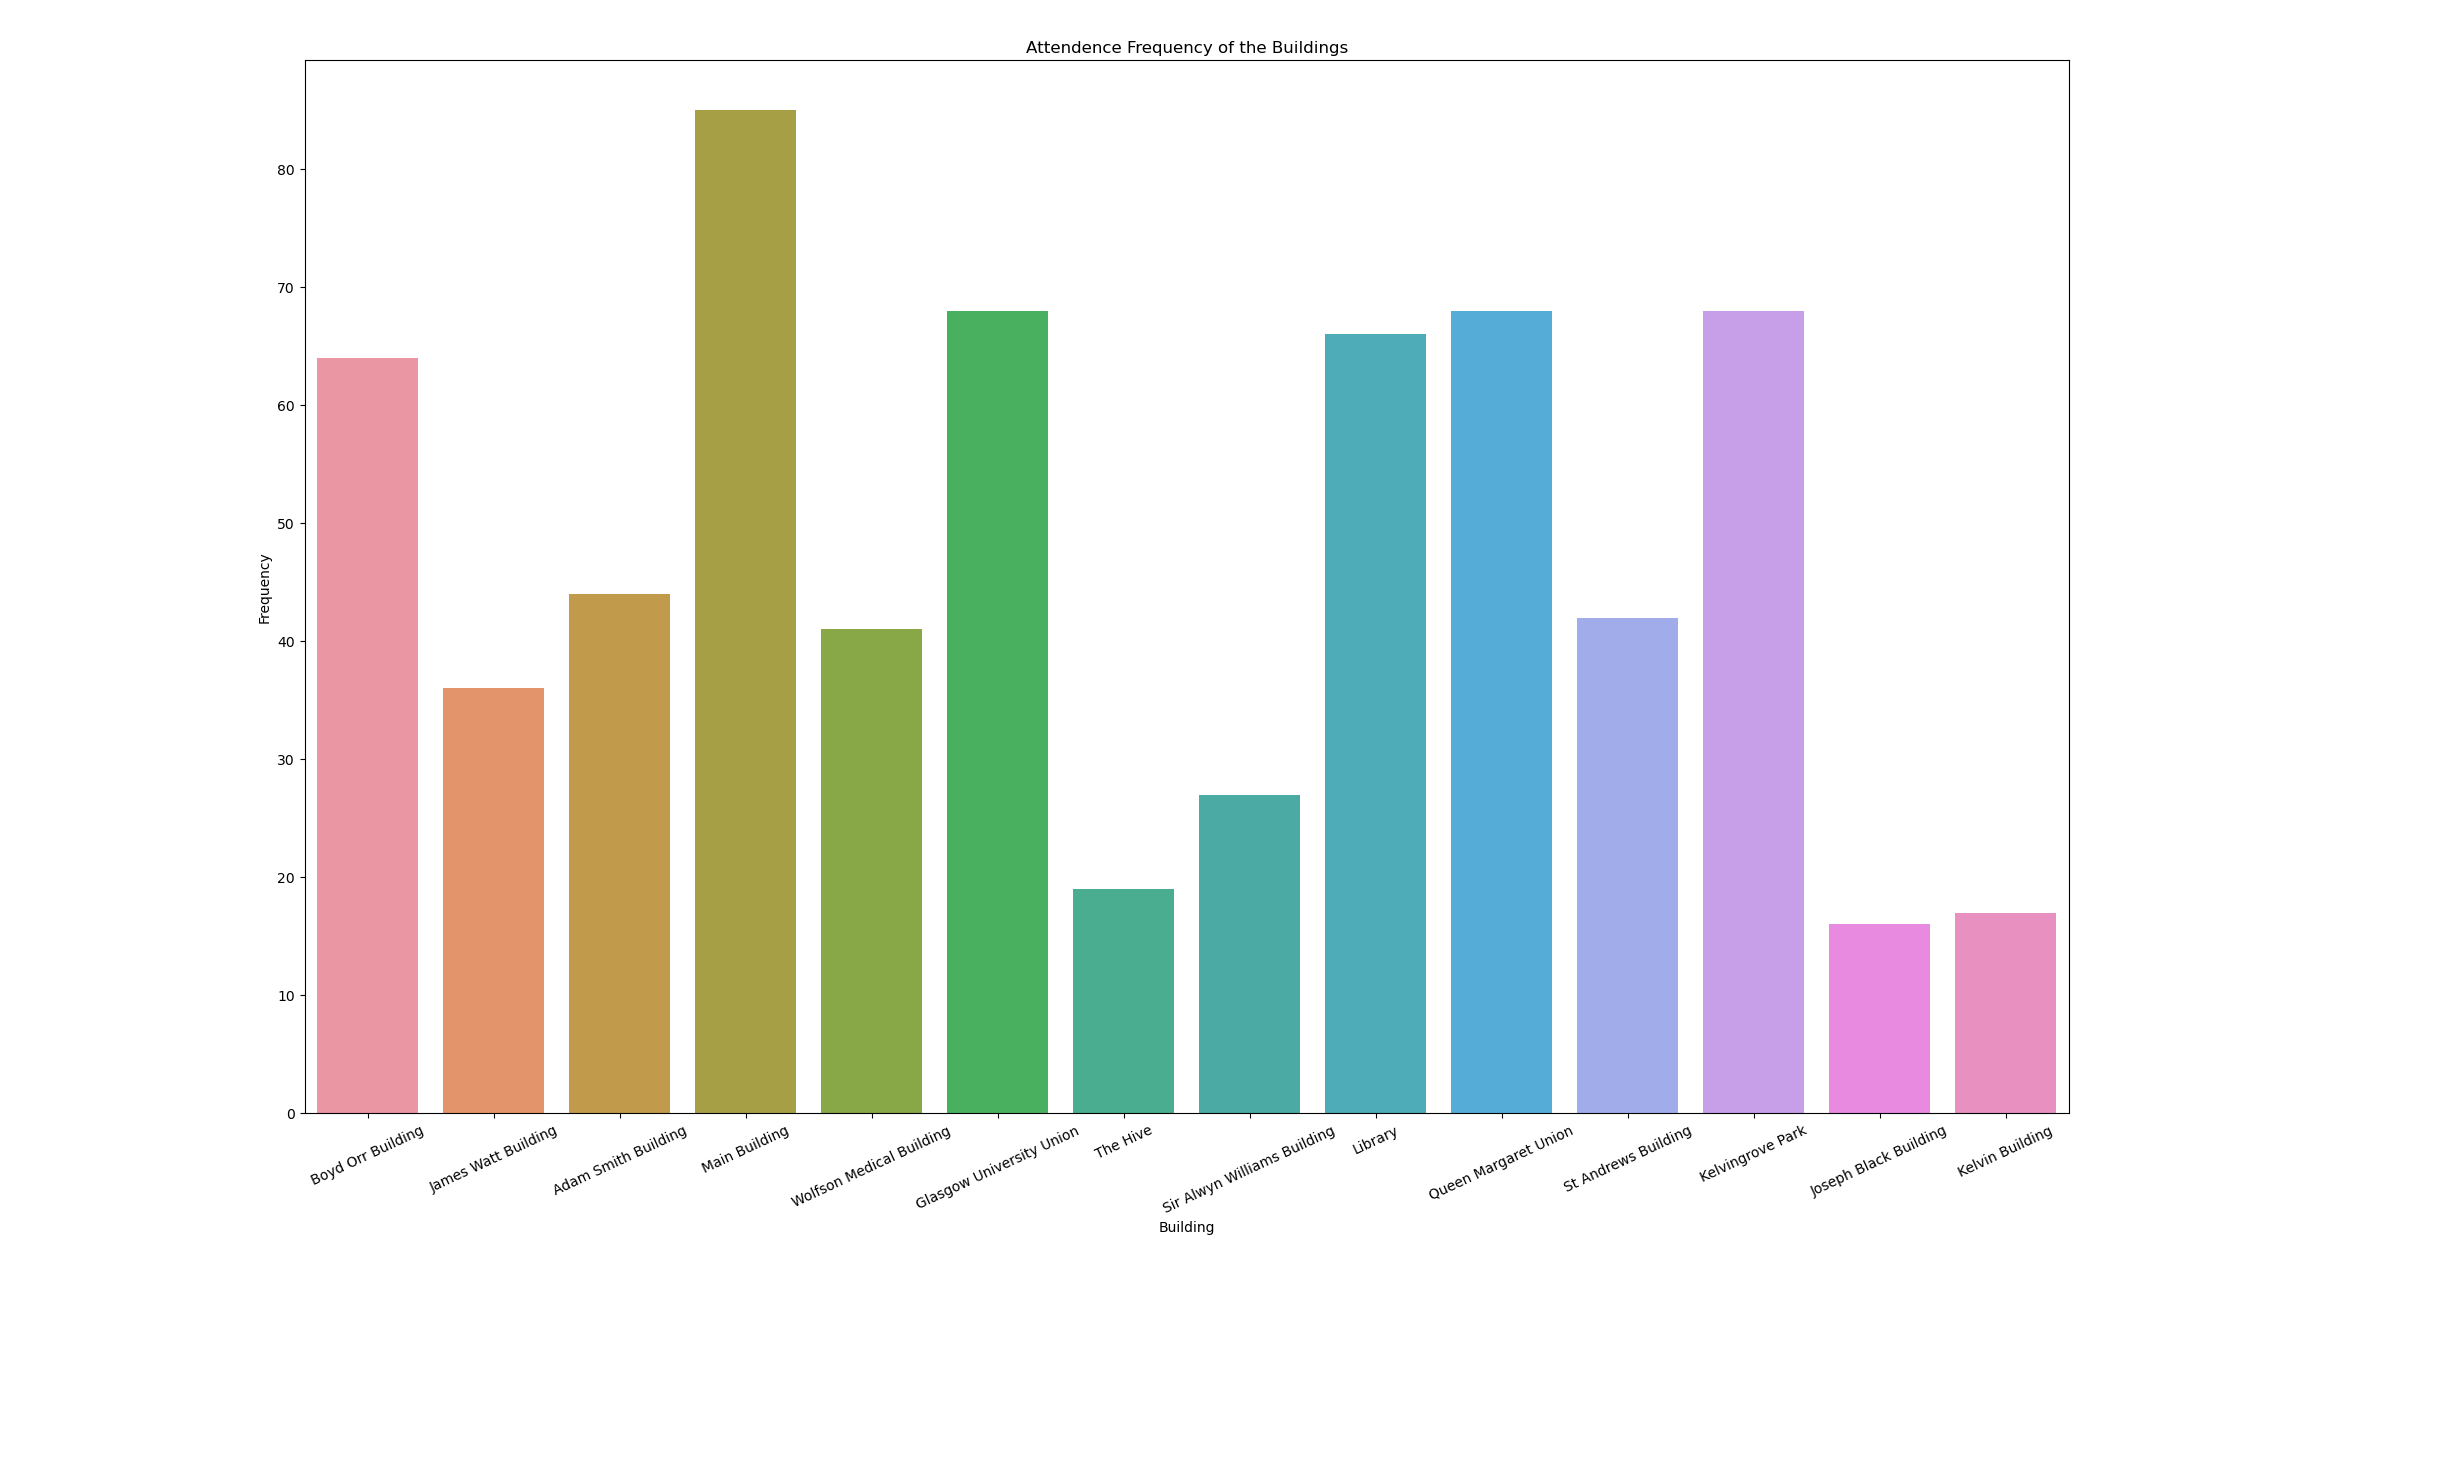 Attendence Frequency of the Buildings
80
70
60
50
40
30
20
10
0
Frequency
Boyd Orr Building
James Watt Building
Adam Smith Building
Main Building
Wolfson Medical Building
Glasgow University Union
The Hive
Sir Alwyn Williams Building
Library
Queen Margaret Union
St Andrews Building
Kelvingrove Park
Joseph Black Building
Kelvin Building
Building